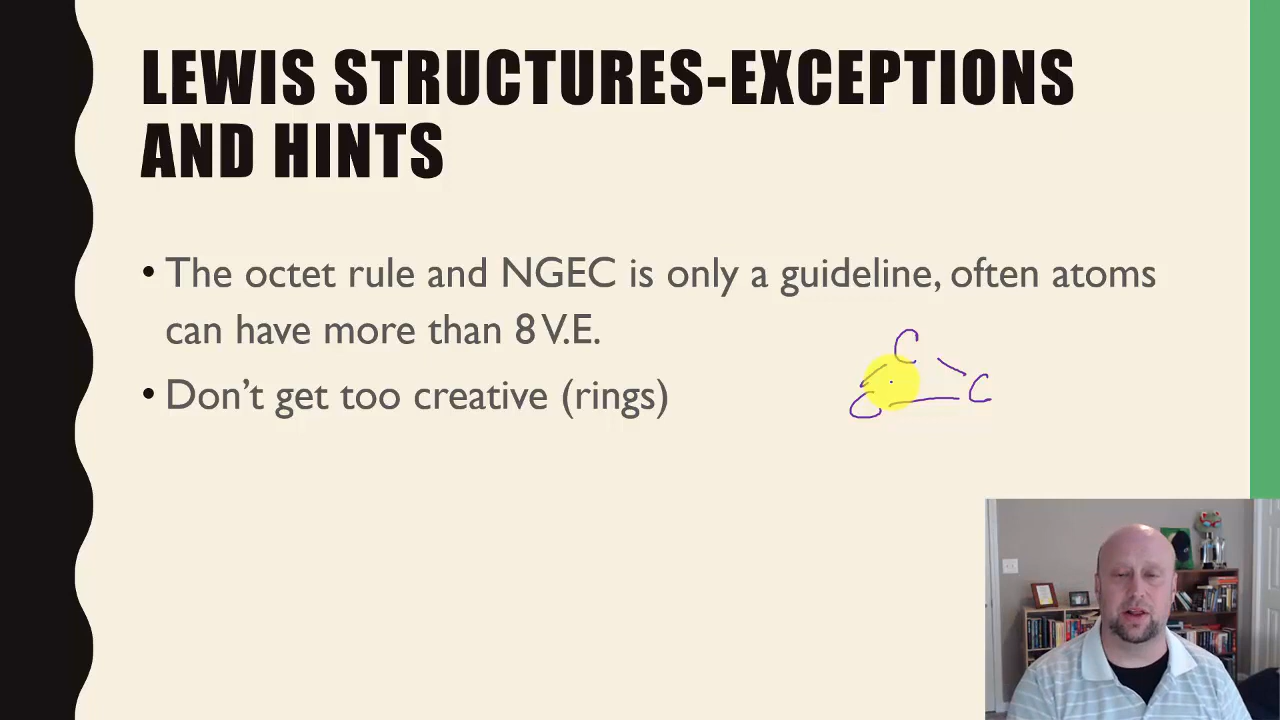 LEWIS STRUCTURES-EXCEPTIONS
AND HINTS
• The octet rule and NGEC is only a guideline, often atoms
can have more than 8 V.E.
• Don’t get too creative (rings)
C
C
C